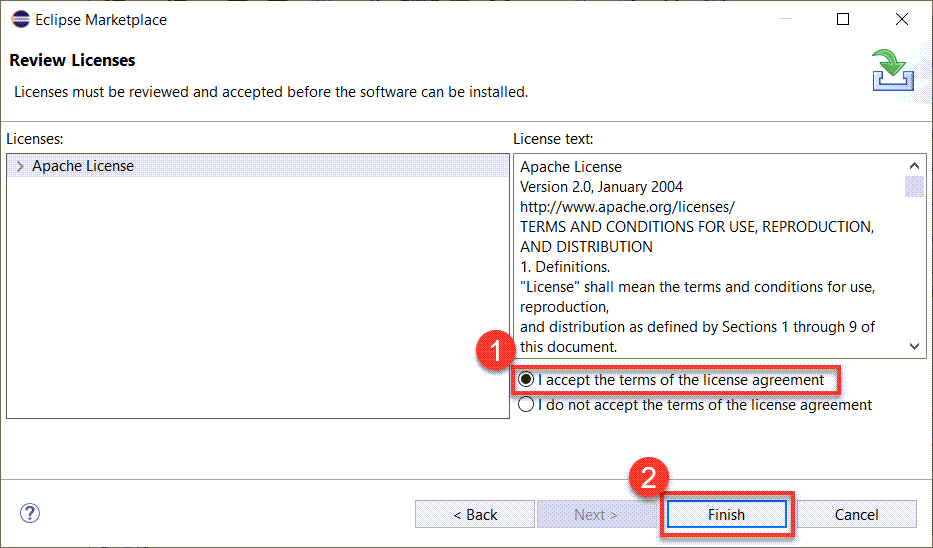 Eclipse Marketplace
Review Licenses
Licenses must be reviewed and accepted before the software can be installed.
Licenses:
Apache License
License text:
Apache License
Version 2.0, January 2004
http://www.apache.org/licenses/
TERMS AND CONDITIONS FOR USE, REPRODUCTION,
AND DISTRIBUTION
1. Definitions.
"License" shall mean the terms and conditions for use,
reproduction,
and distribution as defined by Sections 1 through 9 of
this document.
1
I accept the terms of the license agreement
I do not accept the terms of the license agreement
2
?
< Back
Next >
Finish
Cancel